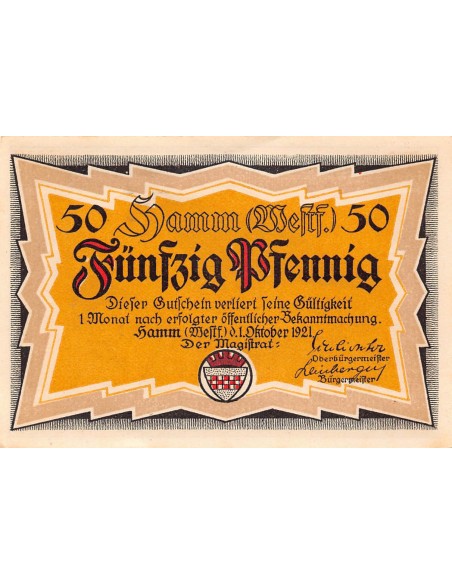 50 Hamm (Westf.) 50
Fünfzig Pfennig
Dieser Gutschein verliert seine Gültigkeit
1 Monat nach erfolgter öffentlicher Bekanntmachung.
Hamm (Westf.) d. 1. Oktober 1921
Der Magistrat:
Oberbürgermeister
Bürgermeister